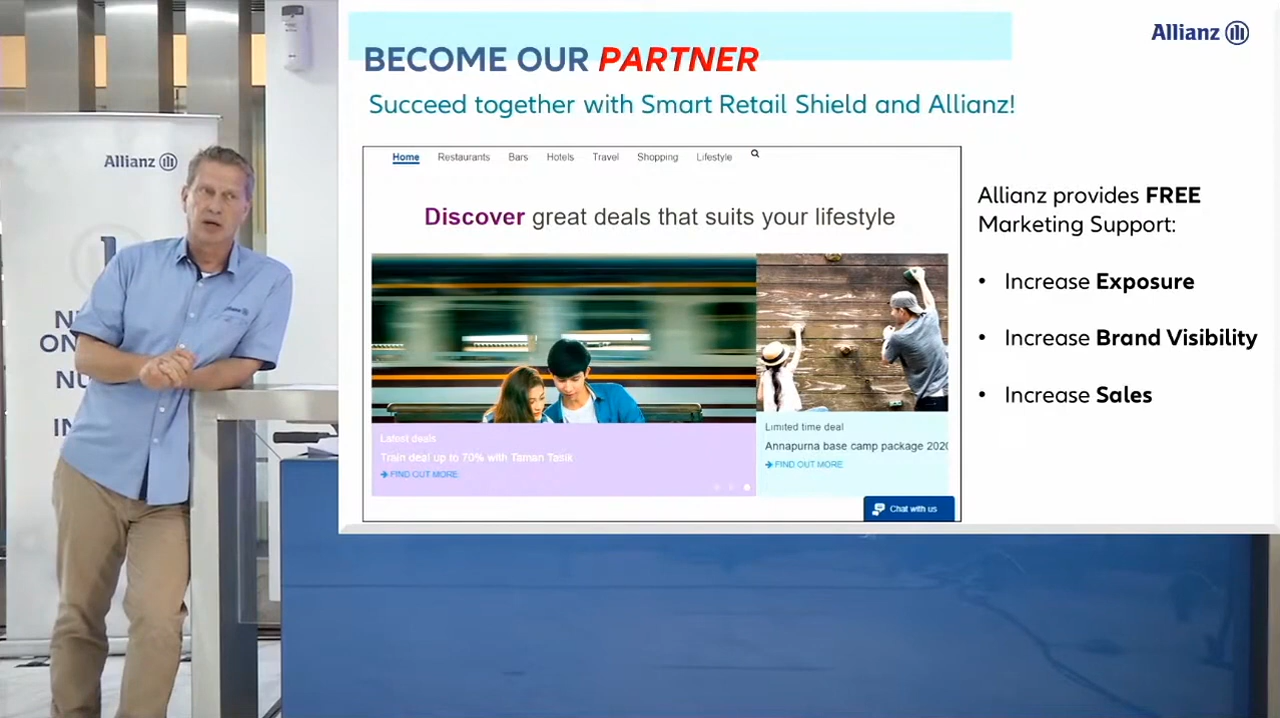 Allianz
BECOME OUR PARTNER
Succeed together with Smart Retail Shield and Allianz!
Home Restaurants Bars Hotels Travel Shopping Lifestyle
Discover great deals that suits your lifestyle
Latest deals
Train deal up to 70% with Taman Tasik
FIND OUT MORE
Limited time deal
Annapurna base camp package 2020
FIND OUT MORE
Chat with us
Allianz provides FREE
Marketing Support:
• Increase Exposure
• Increase Brand Visibility
• Increase Sales
Allianz
Allianz